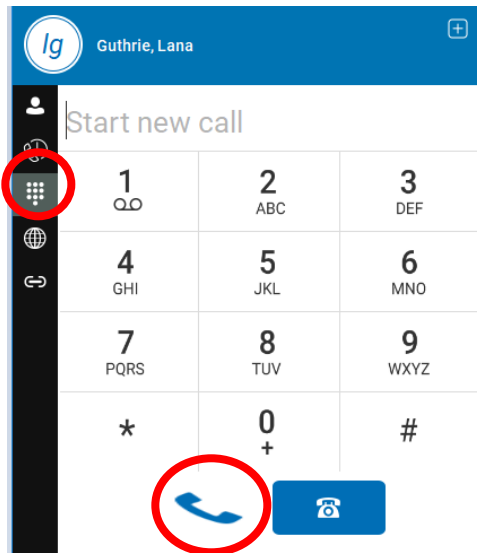 lg
Guthrie, Lana
Start new call
1 2 3
ABC DEF
4 5 6
GHI JKL MNO
7 8 9
PQRS TUV WXYZ
* 0 #
+